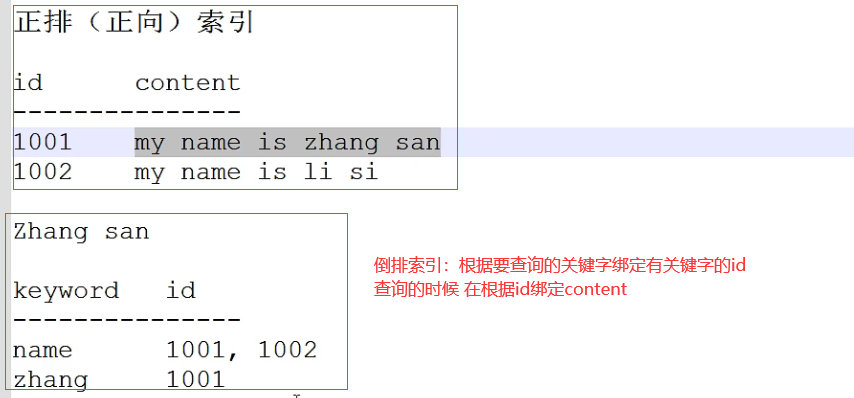 正排（正向）索引
id content
---------------
1001 my name is zhang san
1002 my name is li si
Zhang san
keyword id
---------------
name 1001, 1002
zhang 1001
倒排索引：根据要查询的关键字绑定有关键字的id
查询的时候 在根据id绑定content